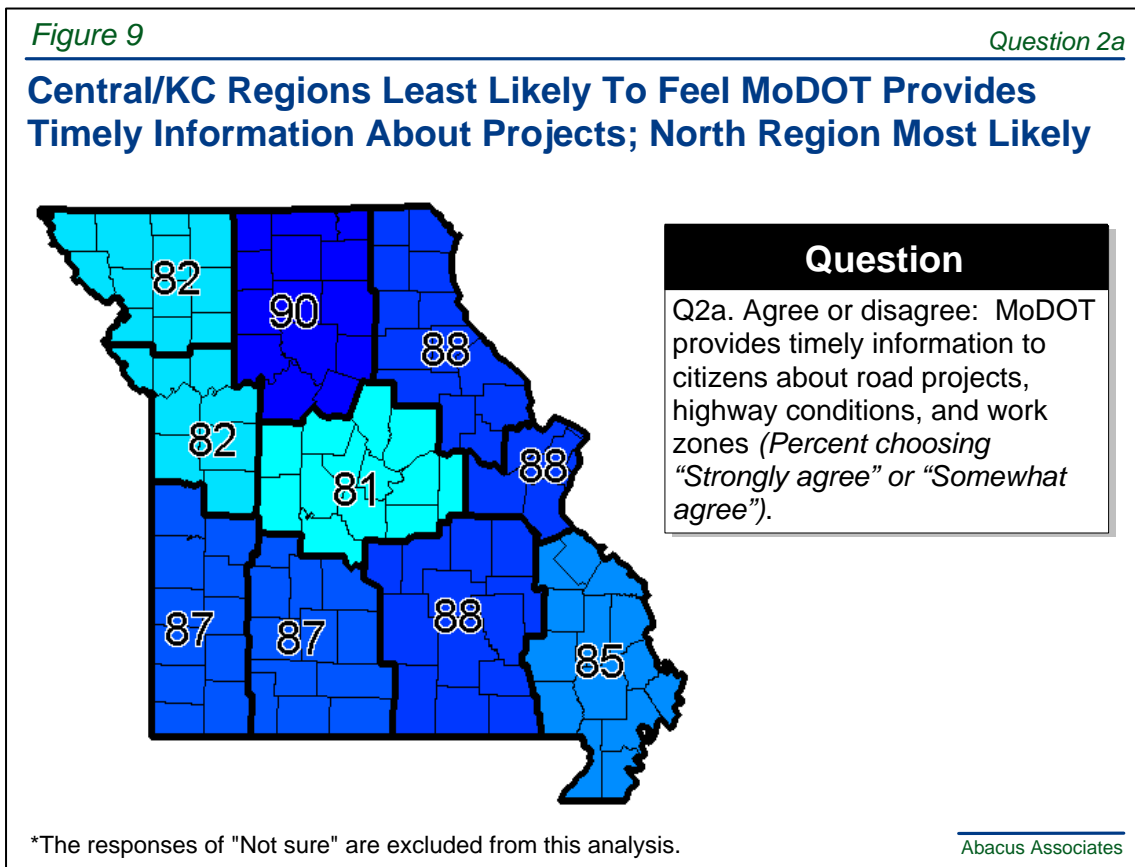 Figure 9
Question 2a
Central/KC Regions Least Likely To Feel MoDOT Provides
Timely Information About Projects; North Region Most Likely
82
90
88
82
81
88
87
87
88
85
Question
Q2a. Agree or disagree:  MoDOT
provides timely information to
citizens about road projects,
highway conditions, and work
zones (Percent choosing
“Strongly agree” or “Somewhat
agree”).
*The responses of "Not sure" are excluded from this analysis.
Abacus Associates